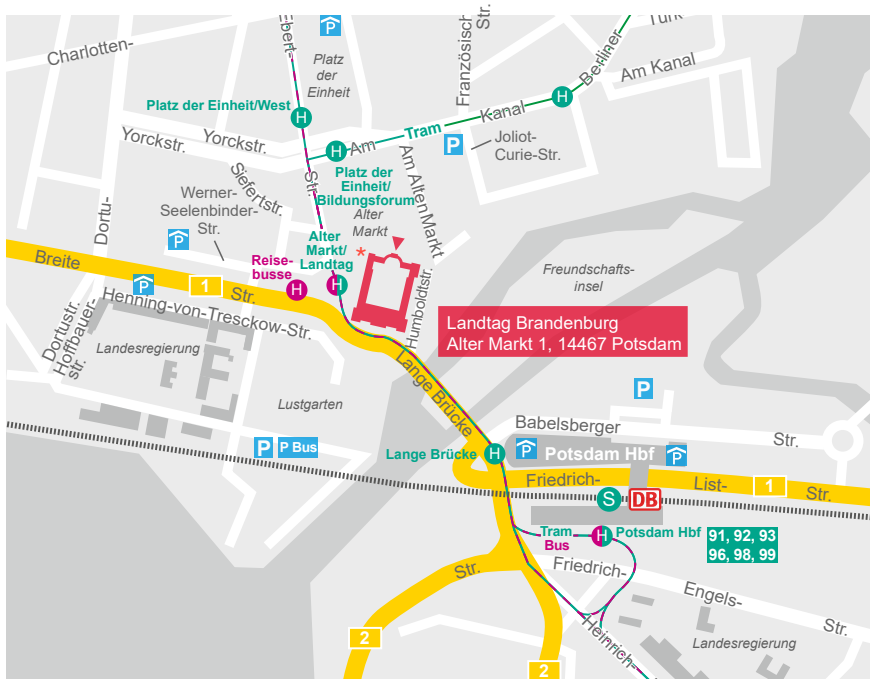 Charlotten-
Ebert-
P
Platz
der
Einheit
Französisch
Str.
Türk
Berliner
Am Kanal
Platz der Einheit/West
H
H
Kanal
Tram
Am
H
P
Joliot-
Curie-Str.
Yorckstr.
Yorckstr.
Siefertstr.
Str.
Platz der
Einheit/
Bildungsforum
Am Alten Markt
Werner-
Seelenbinder-
Str.
Alter
Markt
Dortu-
P
Alter
Markt/
Landtag
*
Reise-
busse
H
H
Breite
1
Str.
P
Humboldtstr.
Freundschafts-
insel
Henning-von-Tresckow-Str.
Dortustr.
Hoffbauer-
str.
Landesregierung
Landtag Brandenburg
Alter Markt 1, 14467 Potsdam
Lange Brücke
Lustgarten
P
P Bus
P
Babelsberger
Str.
Lange Brücke
H
P
Potsdam Hbf
P
Friedrich-
List-
1
Str.
S
DB
Tram
Bus
H
Potsdam Hbf
91, 92, 93
96, 98, 99
Str.
Friedrich-
Engels-
Str.
Heinrich-
Landesregierung
2
2